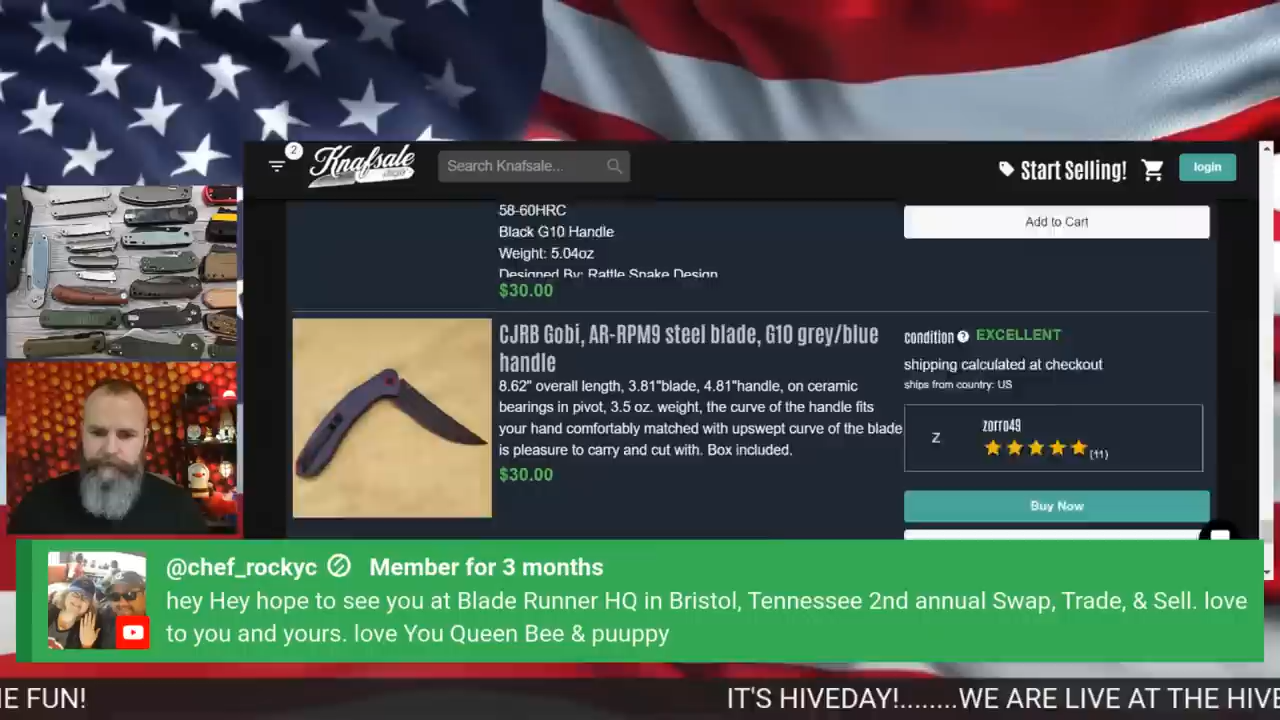 2
Knafsale
Search Knafsale...
Start Selling!
login
58-60HRC
Black G10 Handle
Weight: 5.04oz
Designed By: Rattle Snake Design
$30.00
Add to Cart
CJRB Gobi, AR-RPM9 steel blade, G10 grey/blue
handle
8.62" overall length, 3.81"blade, 4.81"handle, on ceramic
bearings in pivot, 3.5 oz. weight, the curve of the handle fits
your hand comfortably matched with upswept curve of the blade
is pleasure to carry and cut with. Box included.
$30.00
condition ? EXCELLENT
shipping calculated at checkout
ships from country: US
Z
zorro49
(11)
Buy Now
@chef_rockyc Member for 3 months
hey Hey hope to see you at Blade Runner HQ in Bristol, Tennessee 2nd annual Swap, Trade, & Sell. love
to you and yours. love You Queen Bee & puuppy
E FUN! IT'S HIVEDAY!........WE ARE LIVE AT THE HIVE